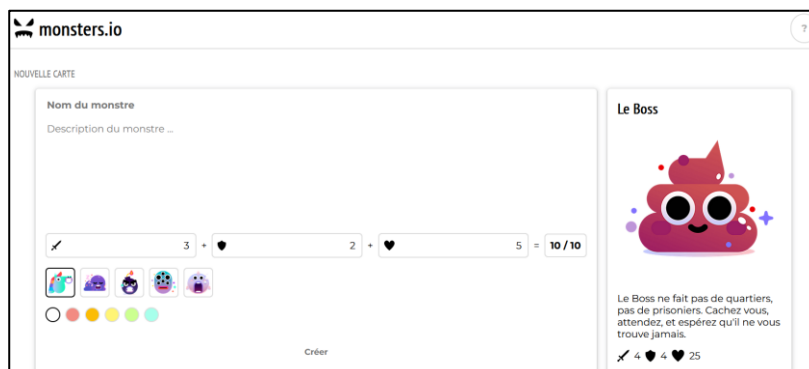 monsters.io
?
NOUVELLE CARTE
Nom du monstre
Description du monstre ...
3 + 2 + 5 = 10 / 10
Créer
Le Boss
Le Boss ne fait pas de quartiers,
pas de prisoniers. Cachez vous,
attendez, et espérez qu'il ne vous
trouve jamais.
4 4 25